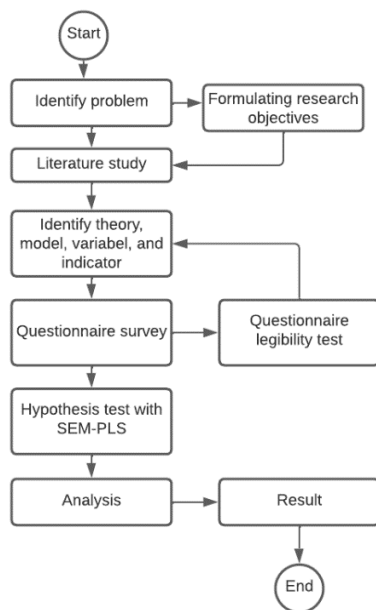 Start
Identify problem
Formulating research
objectives
Literature study
Identify theory,
model, variabel, and
indicator
Questionnaire survey
Questionnaire
legibility test
Hypothesis test with
SEM-PLS
Analysis
Result
End